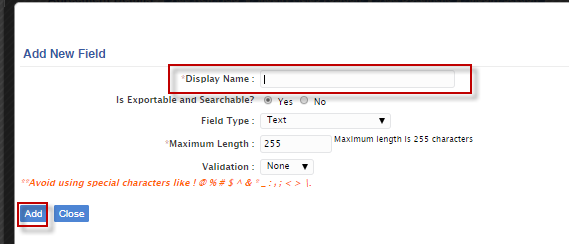 Add New Field
*Display Name :
Is Exportable and Searchable? Yes No
Field Type : Text
*Maximum Length : 255 Maximum length is 255 characters
Validation : None
**Avoid using special characters like ! @ % # $ ^ & * _ : , ; < > |.
Add Close